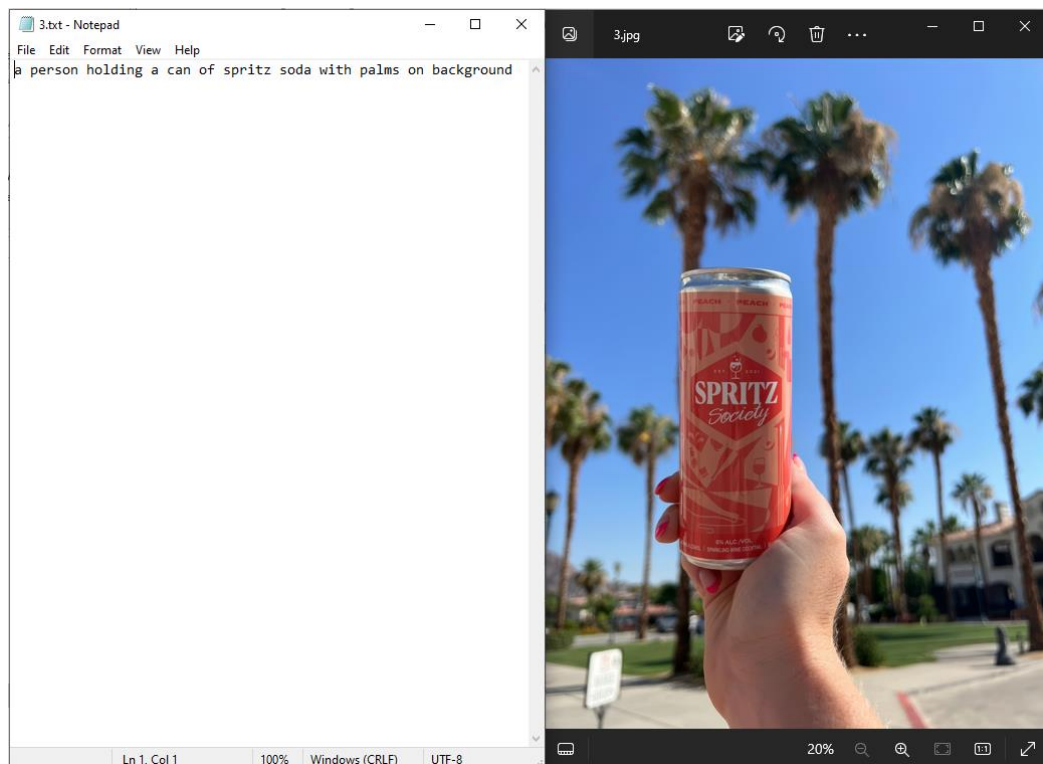 3.txt - Notepad
File Edit Format View Help
a person holding a can of spritz soda with palms on background
Ln 1, Col 1
100%
Windows (CRLF)
UTF-8
3.jpg
PEACH PEACH
SPRITZ
Society
20%